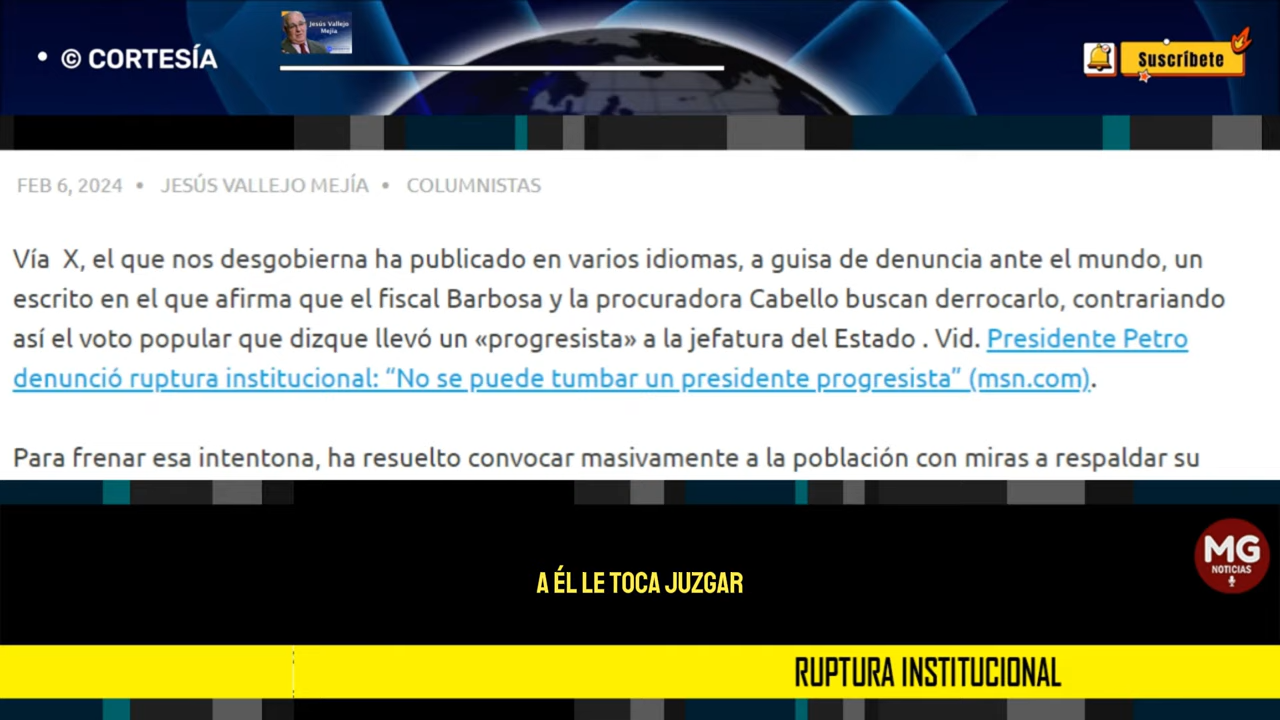 • © CORTESÍA
Jesús Vallejo
Mejía
Suscríbete
FEB 6, 2024 • JESÚS VALLEJO MEJÍA • COLUMNISTAS
Vía X, el que nos desgobierna ha publicado en varios idiomas, a guisa de denuncia ante el mundo, un
escrito en el que afirma que el fiscal Barbosa y la procuradora Cabello buscan derrocarlo, contrariando
así el voto popular que dizque llevó un «progresista» a la jefatura del Estado . Vid. Presidente Petro
denunció ruptura institucional: “No se puede tumbar un presidente progresista” (msn.com).
Para frenar esa intentona, ha resuelto convocar masivamente a la población con miras a respaldar su
MG
NOTICIAS
A ÉL LE TOCA JUZGAR
RUPTURA INSTITUCIONAL